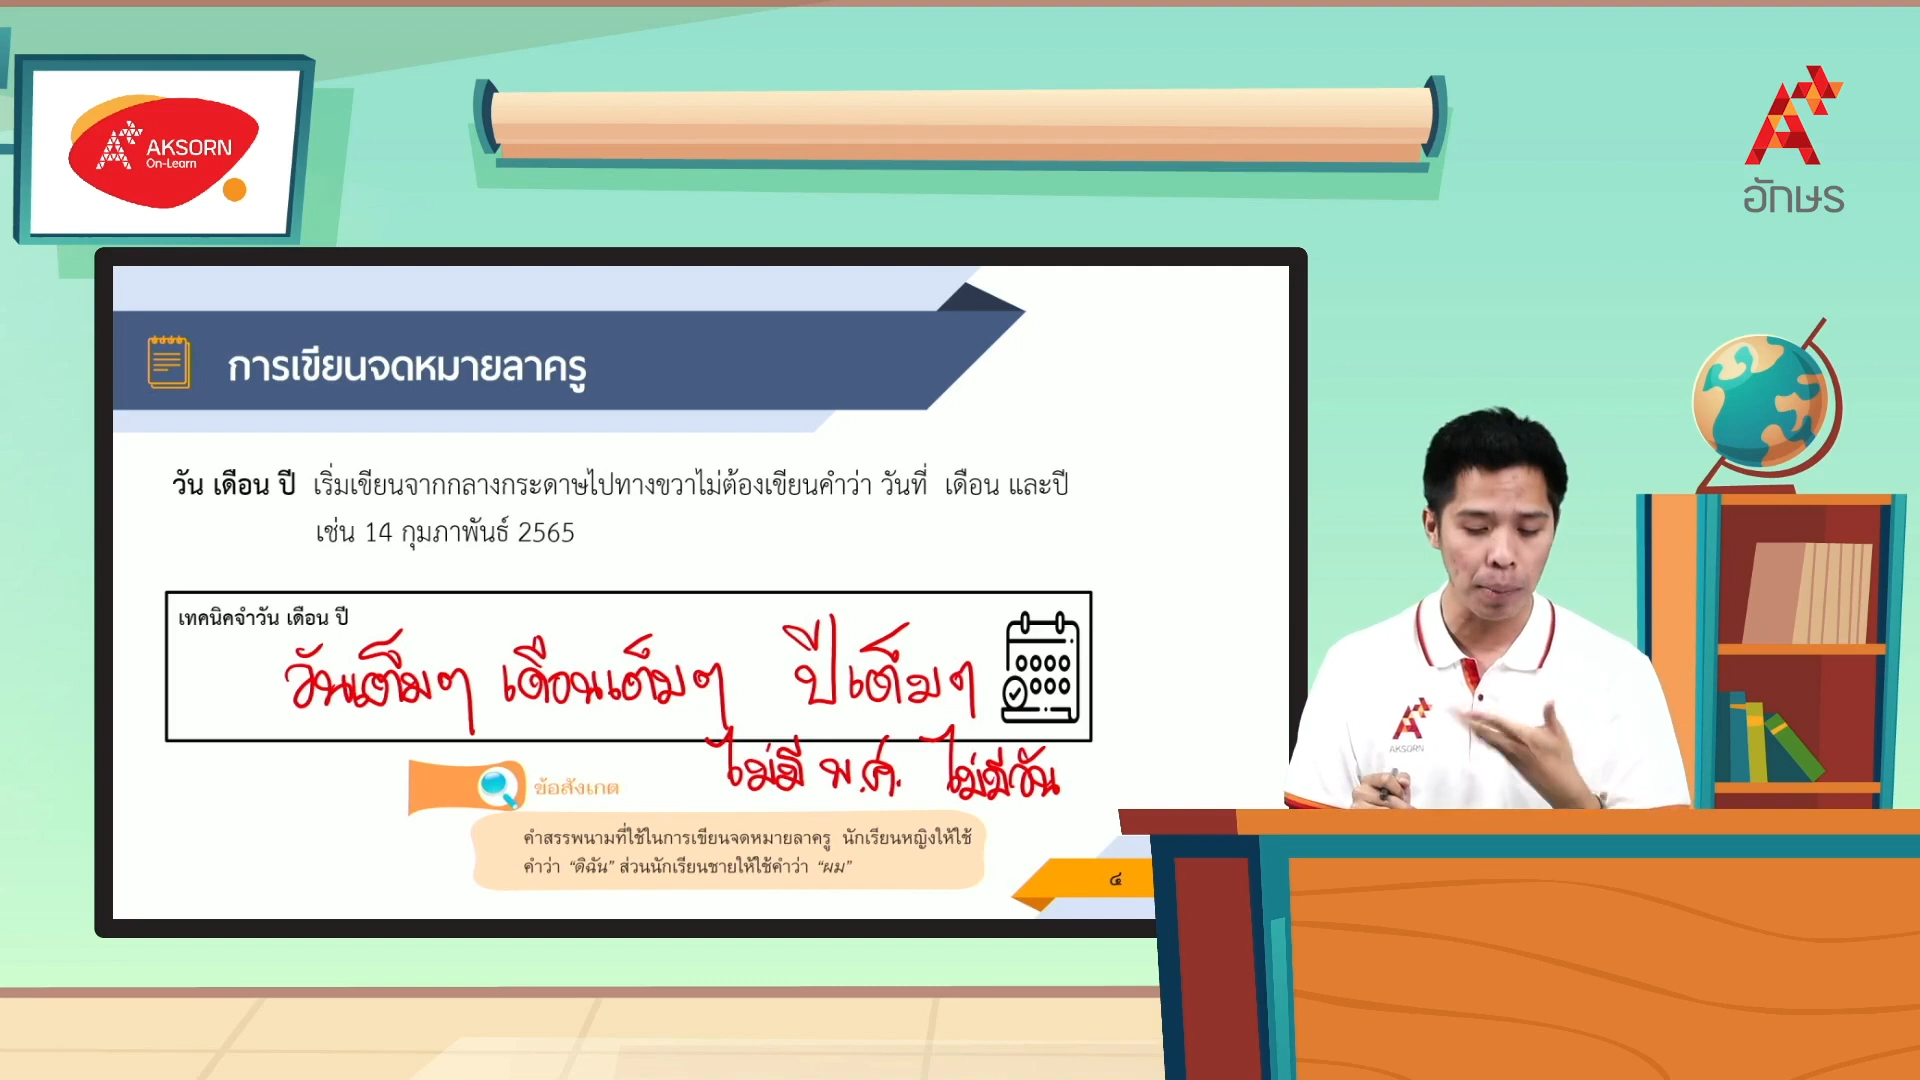 AKSORN
On-Learn
อักษร
การเขียนจดหมายลาครู
วัน เดือน ปี เริ่มเขียนจากกลางกระดาษไปทางขวาไม่ต้องเขียนคำว่า วันที่ เดือน และปี
เช่น 14 กุมภาพันธ์ 2565
เทคนิคจำวัน เดือน ปี
วันเต็มๆ เดือนเต็มๆ ปีเต็มๆ
ไม่มี พ.ศ. ไม่มีวัน
ข้อสังเกต
คำสรรพนามที่ใช้ในการเขียนจดหมายลาครู นักเรียนหญิงให้ใช้
คำว่า “ดิฉัน” ส่วนนักเรียนชายให้ใช้คำว่า “ผม”
๔
AKSORN